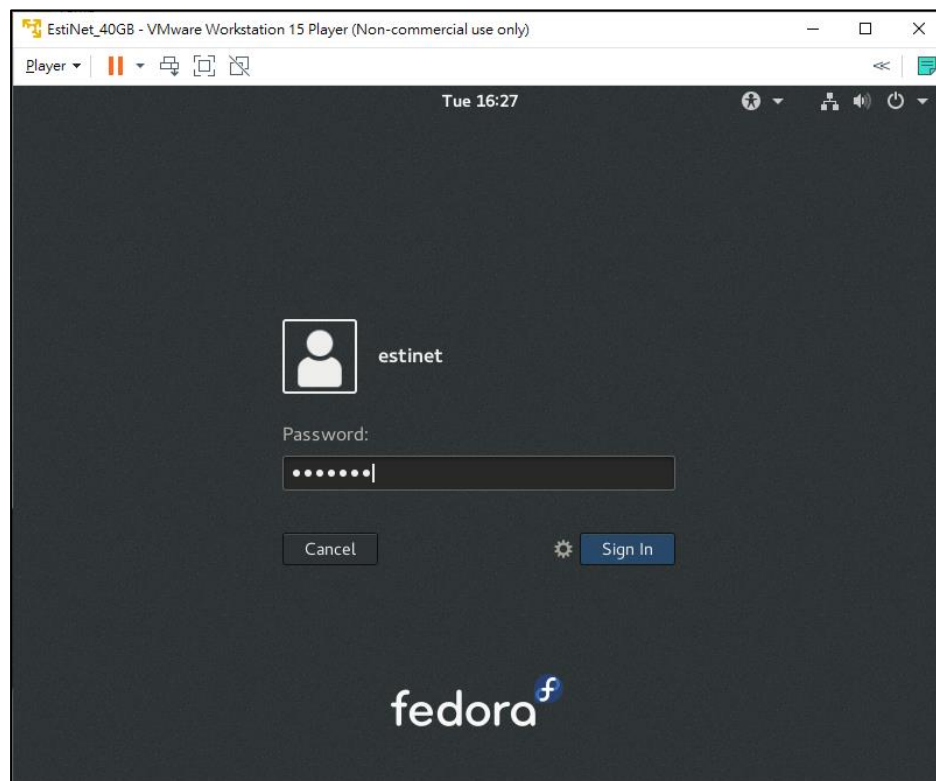 EstiNet_40GB - VMware Workstation 15 Player (Non-commercial use only)
Player
Tue 16:27
estinet
Password:
•••••••
Cancel
Sign In
fedora